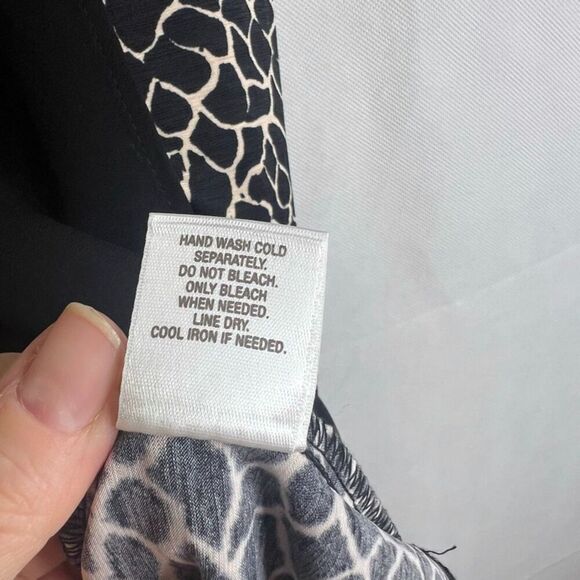 HAND WASH COLD
SEPARATELY.
DO NOT BLEACH.
ONLY BLEACH
WHEN NEEDED.
LINE DRY.
COOL IRON IF NEEDED.